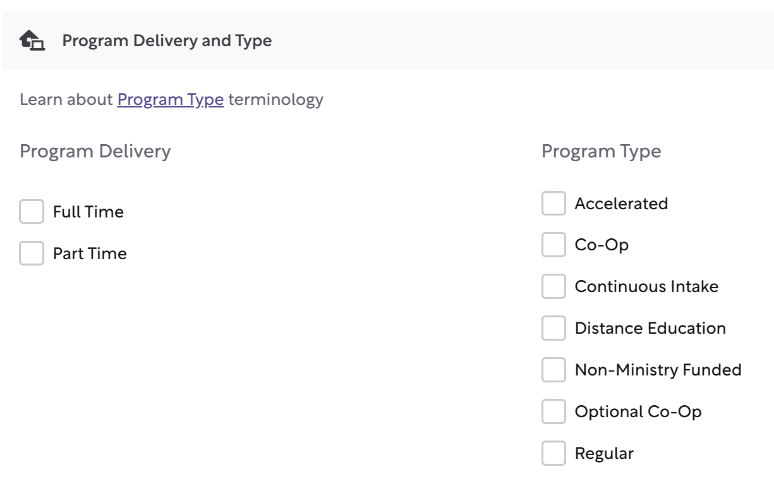 Program Delivery and Type
Learn about Program Type terminology
Program Delivery
Full Time
Part Time
Program Type
Accelerated
Co-Op
Continuous Intake
Distance Education
Non-Ministry Funded
Optional Co-Op
Regular